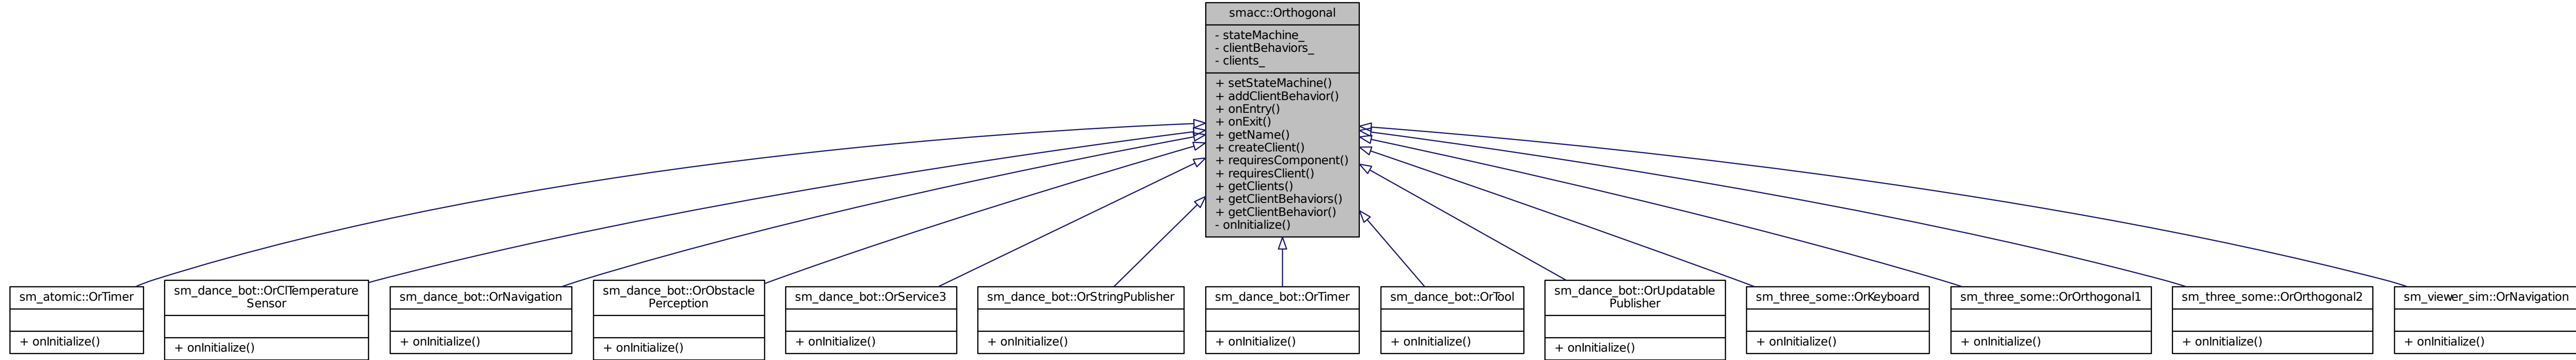 smacc::Orthogonal
- stateMachine_
- clientBehaviors_
- clients_
+ setStateMachine()
+ addClientBehavior()
+ onEntry()
+ onExit()
+ getName()
+ createClient()
+ requiresComponent()
+ requiresClient()
+ getClients()
+ getClientBehaviors()
+ getClientBehavior()
- onInitialize()
sm_atomic::OrTimer
+ onInitialize()
sm_dance_bot::OrClTemperature
Sensor
+ onInitialize()
sm_dance_bot::OrNavigation
+ onInitialize()
sm_dance_bot::OrObstacle
Perception
+ onInitialize()
sm_dance_bot::OrService3
+ onInitialize()
sm_dance_bot::OrStringPublisher
+ onInitialize()
sm_dance_bot::OrTimer
+ onInitialize()
sm_dance_bot::OrTool
+ onInitialize()
sm_dance_bot::OrUpdatable
Publisher
+ onInitialize()
sm_three_some::OrKeyboard
+ onInitialize()
sm_three_some::OrOrthogonal1
+ onInitialize()
sm_three_some::OrOrthogonal2
+ onInitialize()
sm_viewer_sim::OrNavigation
+ onInitialize()